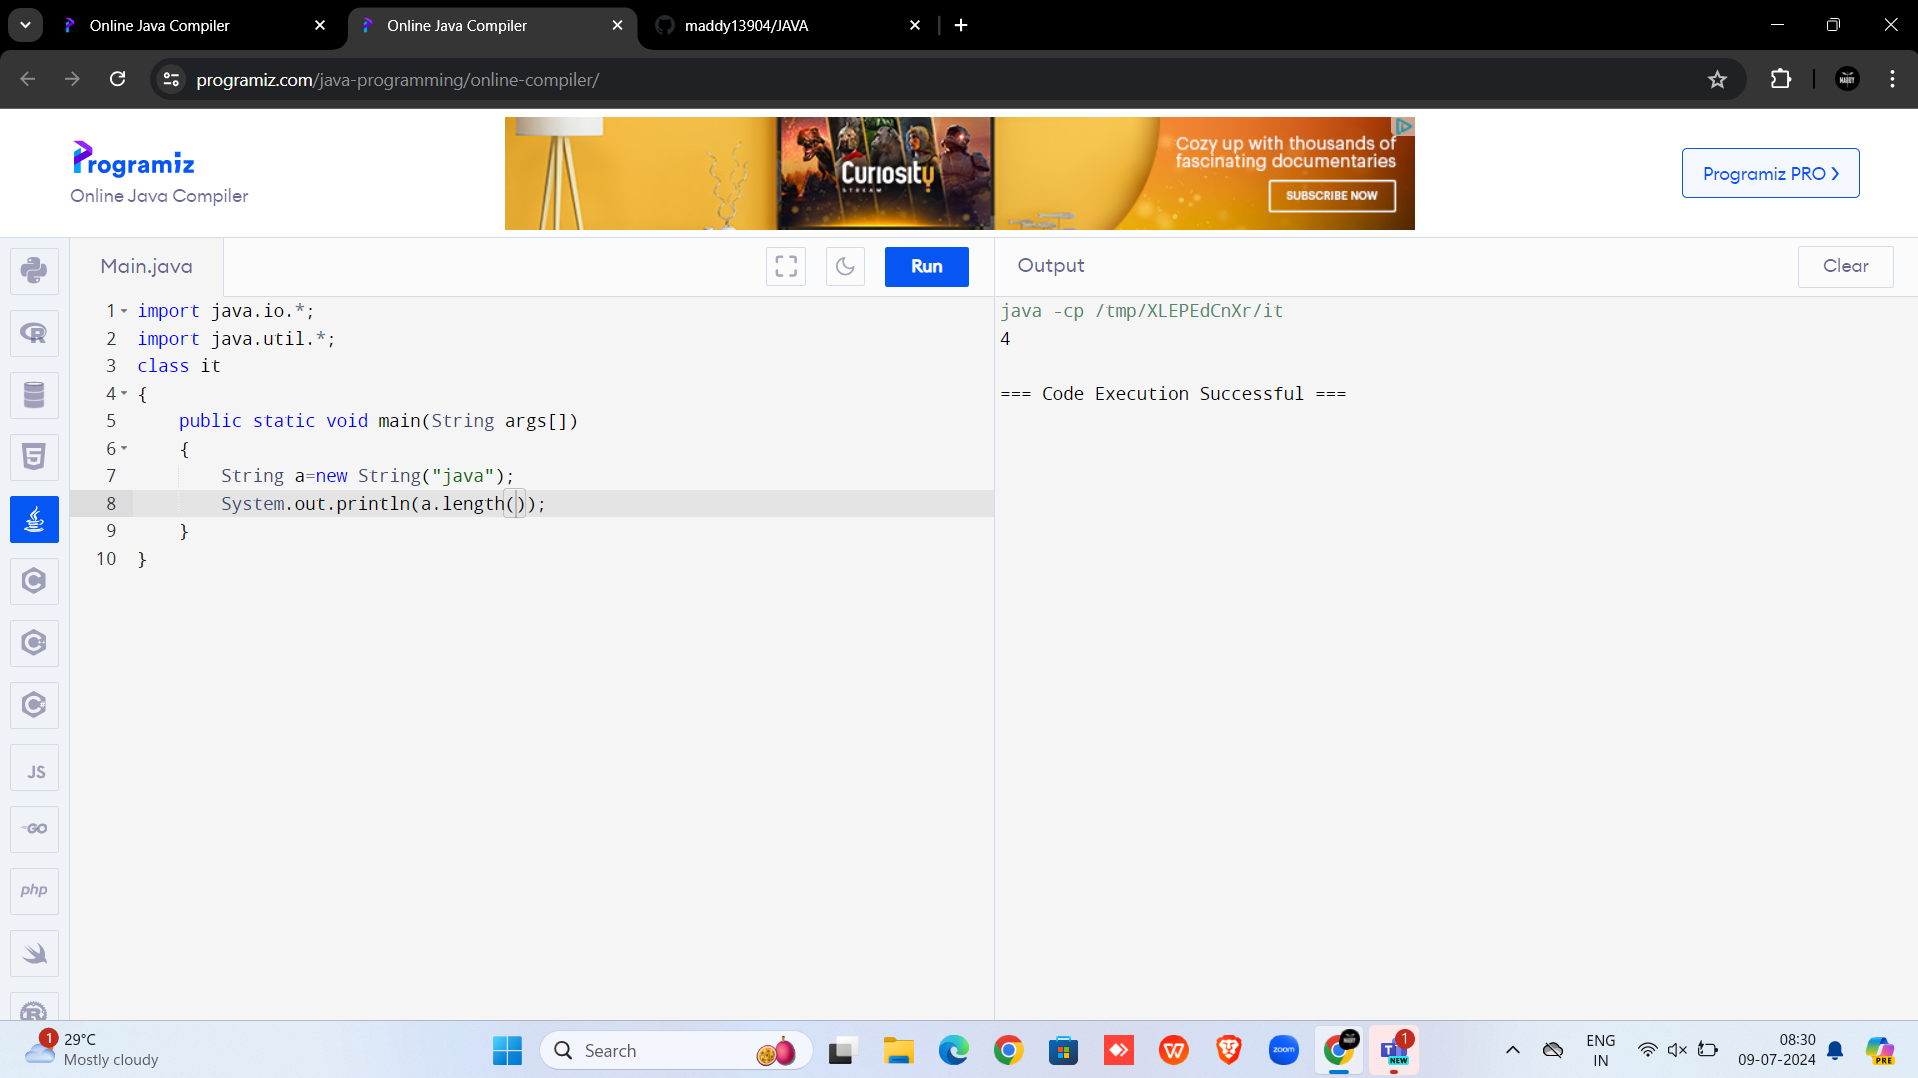 Online Java Compiler
Online Java Compiler
maddy13904/JAVA
programiz.com/java-programming/online-compiler/
Programiz
Online Java Compiler
CURIOSITY
STREAM
Cozy up with thousands of
fascinating documentaries
SUBSCRIBE NOW
Programiz PRO
Main.java
Run
Output
Clear
1 import java.io.*;
2 import java.util.*;
3 class it
4 {
5 public static void main(String args[])
6 {
7 String a=new String("java");
8 System.out.println(a.length());
9 }
10 }
java -cp /tmp/XLEPEdCnXr/it
4
=== Code Execution Successful ===
JS
GO
php
1
29°C
Mostly cloudy
Search
zoom
1
NEW
ENG
IN
08:30
09-07-2024
PRE